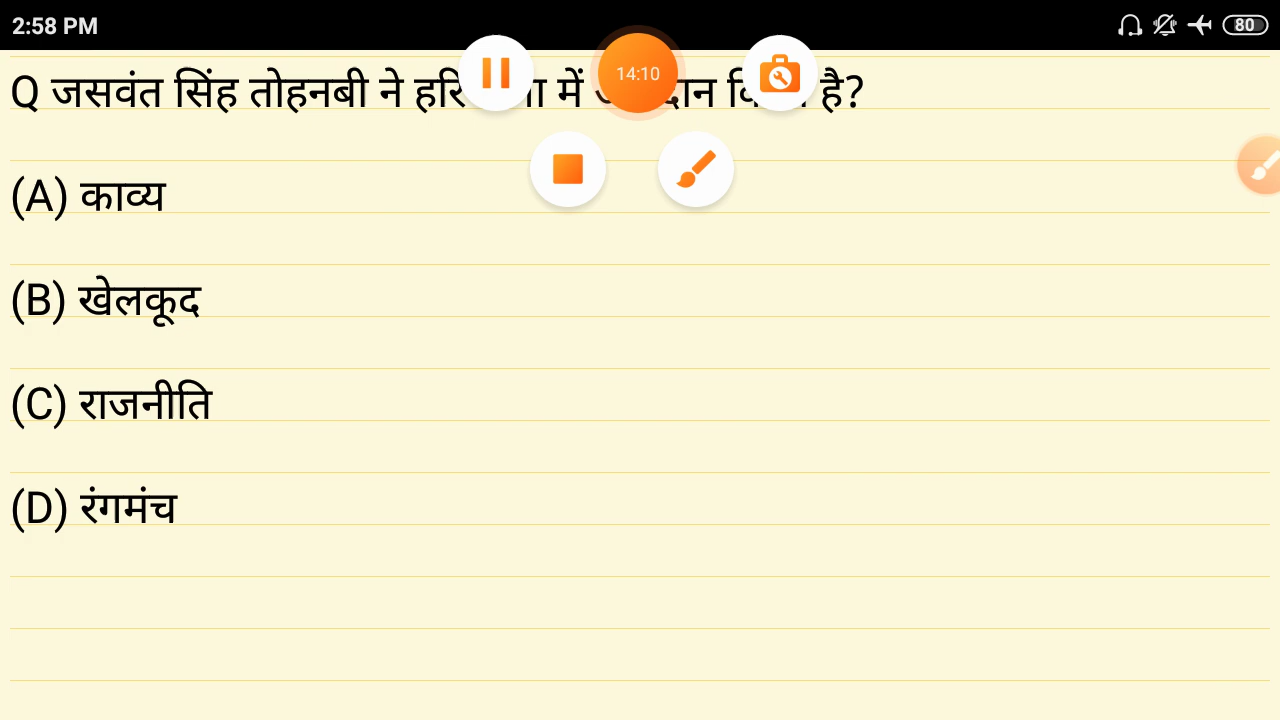 2:58 PM 80
14:10
Q जसवंत सिंह तोहनबी ने में है?
(A) काव्य
(B) खेलकूद
(C) राजनीति
(D) रंगमंच